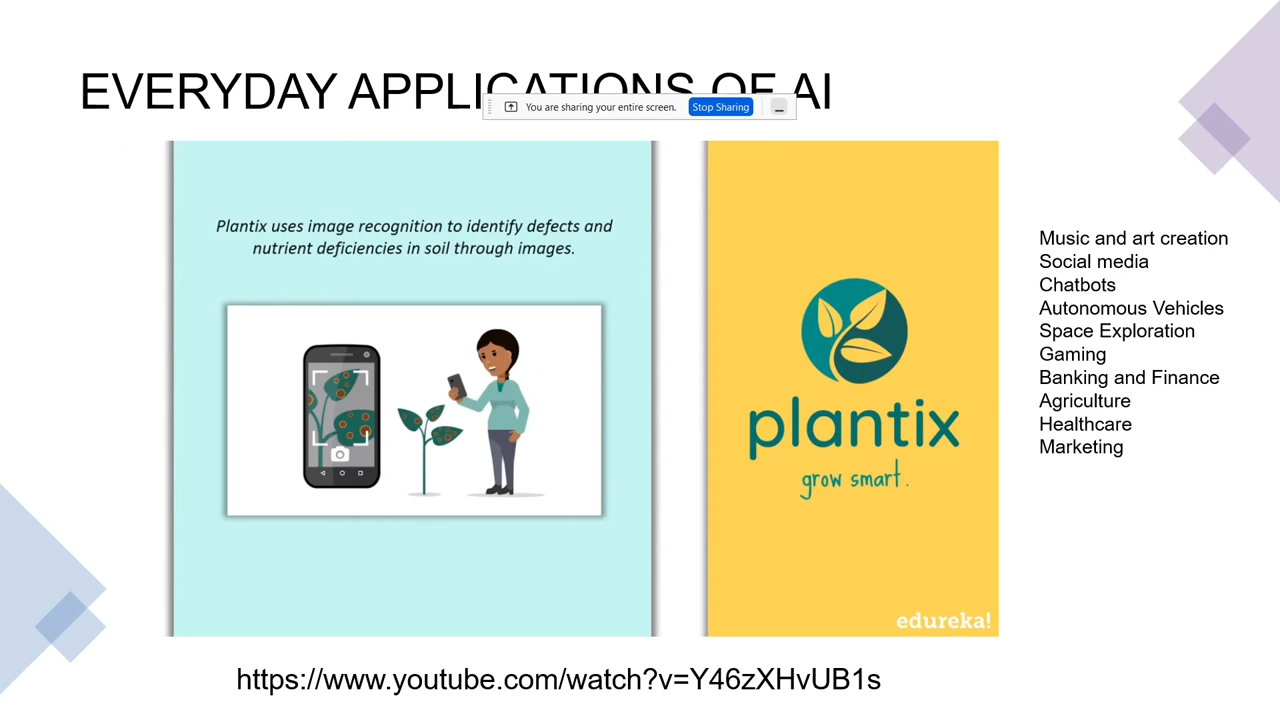 EVERYDAY APPLICATIONS OF AI
You are sharing your entire screen.
Stop Sharing
Plantix uses image recognition to identify defects and
nutrient deficiencies in soil through images.
plantix
grow smart.
edureka!
Music and art creation
Social media
Chatbots
Autonomous Vehicles
Space Exploration
Gaming
Banking and Finance
Agriculture
Healthcare
Marketing
https://www.youtube.com/watch?v=Y46zXHvUB1s